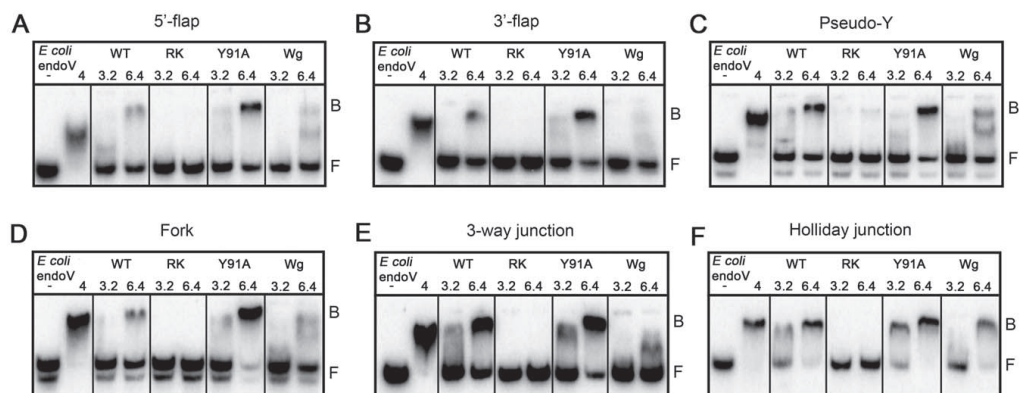 A 5'-flap
E coli endoV WT RK Y91A Wg
- 4 3.2 6.4 3.2 6.4 3.2 6.4 3.2 6.4
B
F
B 3'-flap
E coli endoV WT RK Y91A Wg
- 4 3.2 6.4 3.2 6.4 3.2 6.4 3.2 6.4
B
F
C Pseudo-Y
E coli endoV WT RK Y91A Wg
- 4 3.2 6.4 3.2 6.4 3.2 6.4 3.2 6.4
B
F
D Fork
E coli endoV WT RK Y91A Wg
- 4 3.2 6.4 3.2 6.4 3.2 6.4 3.2 6.4
B
F
E 3-way junction
E coli endoV WT RK Y91A Wg
- 4 3.2 6.4 3.2 6.4 3.2 6.4 3.2 6.4
B
F
F Holliday junction
E coli endoV WT RK Y91A Wg
- 4 3.2 6.4 3.2 6.4 3.2 6.4 3.2 6.4
B
F